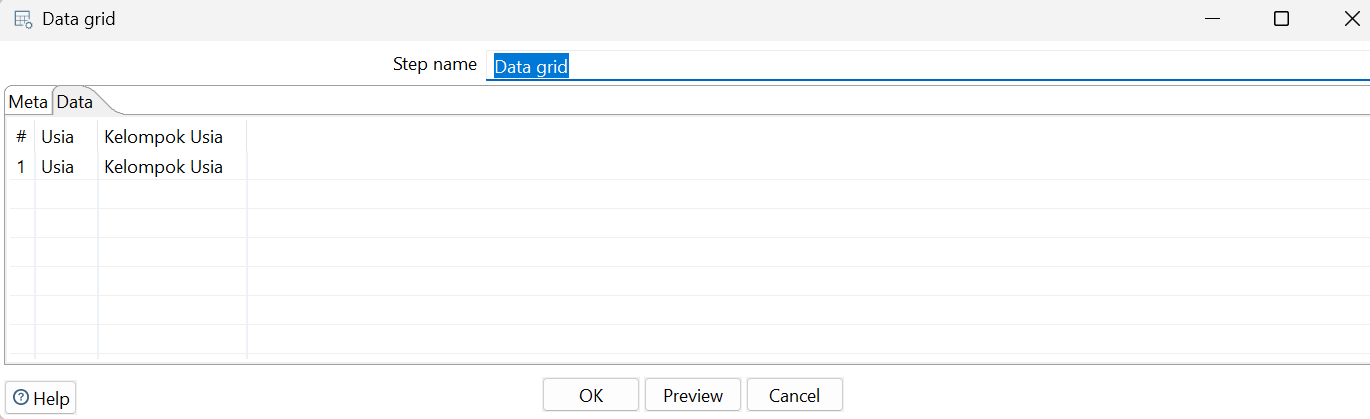 Data grid
Step name Data grid
Meta Data
# Usia Kelompok Usia
1 Usia Kelompok Usia
Help OK Preview Cancel